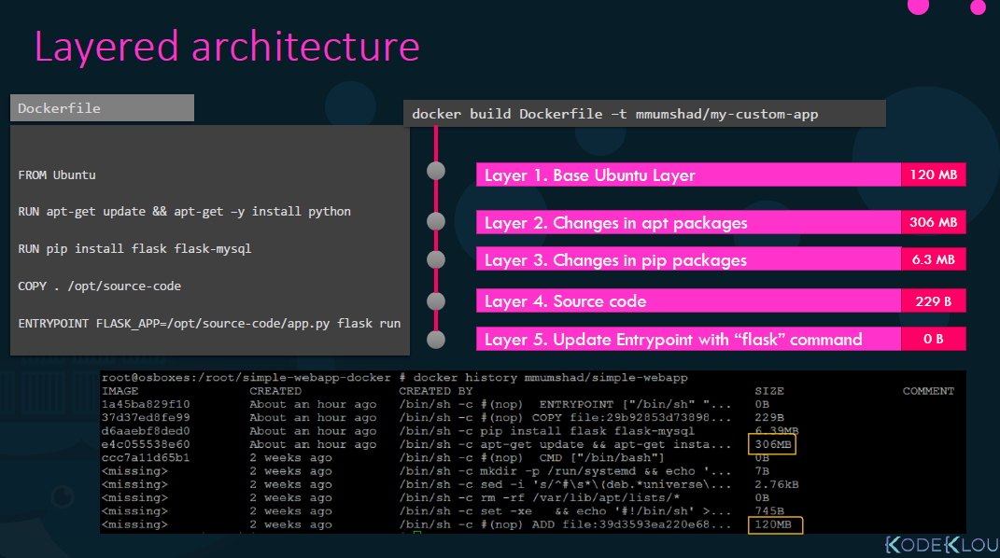 Layered architecture
Dockerfile
FROM Ubuntu
RUN apt-get update && apt-get –y install python
RUN pip install flask flask-mysql
COPY . /opt/source-code
ENTRYPOINT FLASK_APP=/opt/source-code/app.py flask run
docker build Dockerfile –t mmumshad/my-custom-app
Layer 1. Base Ubuntu Layer 120 MB
Layer 2. Changes in apt packages 306 MB
Layer 3. Changes in pip packages 6.3 MB
Layer 4. Source code 229 B
Layer 5. Update Entrypoint with “flask” command 0 B
root@osboxes:/root/simple-webapp-docker # docker history mmumshad/simple-webapp
IMAGE CREATED CREATED BY SIZE COMMENT
1a45ba829f10 About an hour ago /bin/sh -c #(nop) ENTRYPOINT ["/bin/sh" "... 0B
37d37ed8fe99 About an hour ago /bin/sh -c #(nop) COPY file:29b92853d73898... 229B
d6aaebf8ded0 About an hour ago /bin/sh -c pip install flask flask-mysql 6.39MB
e4c055538e60 About an hour ago /bin/sh -c apt-get update && apt-get insta... 306MB
ccc7a11d65b1 2 weeks ago /bin/sh -c #(nop) CMD ["/bin/bash"] 0B
<missing> 2 weeks ago /bin/sh -c mkdir -p /run/systemd && echo '... 7B
<missing> 2 weeks ago /bin/sh -c sed -i 's/^#\s*\(deb.*universe\... 2.76kB
<missing> 2 weeks ago /bin/sh -c rm -rf /var/lib/apt/lists/* 0B
<missing> 2 weeks ago /bin/sh -c set -xe && echo '#!/bin/sh' >... 745B
<missing> 2 weeks ago /bin/sh -c #(nop) ADD file:39d3593ea220e68... 120MB
KODEKLOU